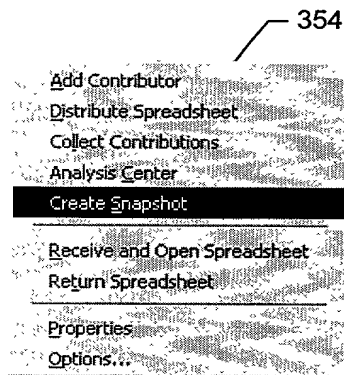 354
Add Contributor
Distribute Spreadsheet
Collect Contributions
Analysis Center
Create Snapshot
Receive and Open Spreadsheet
Return Spreadsheet
Properties
Options...